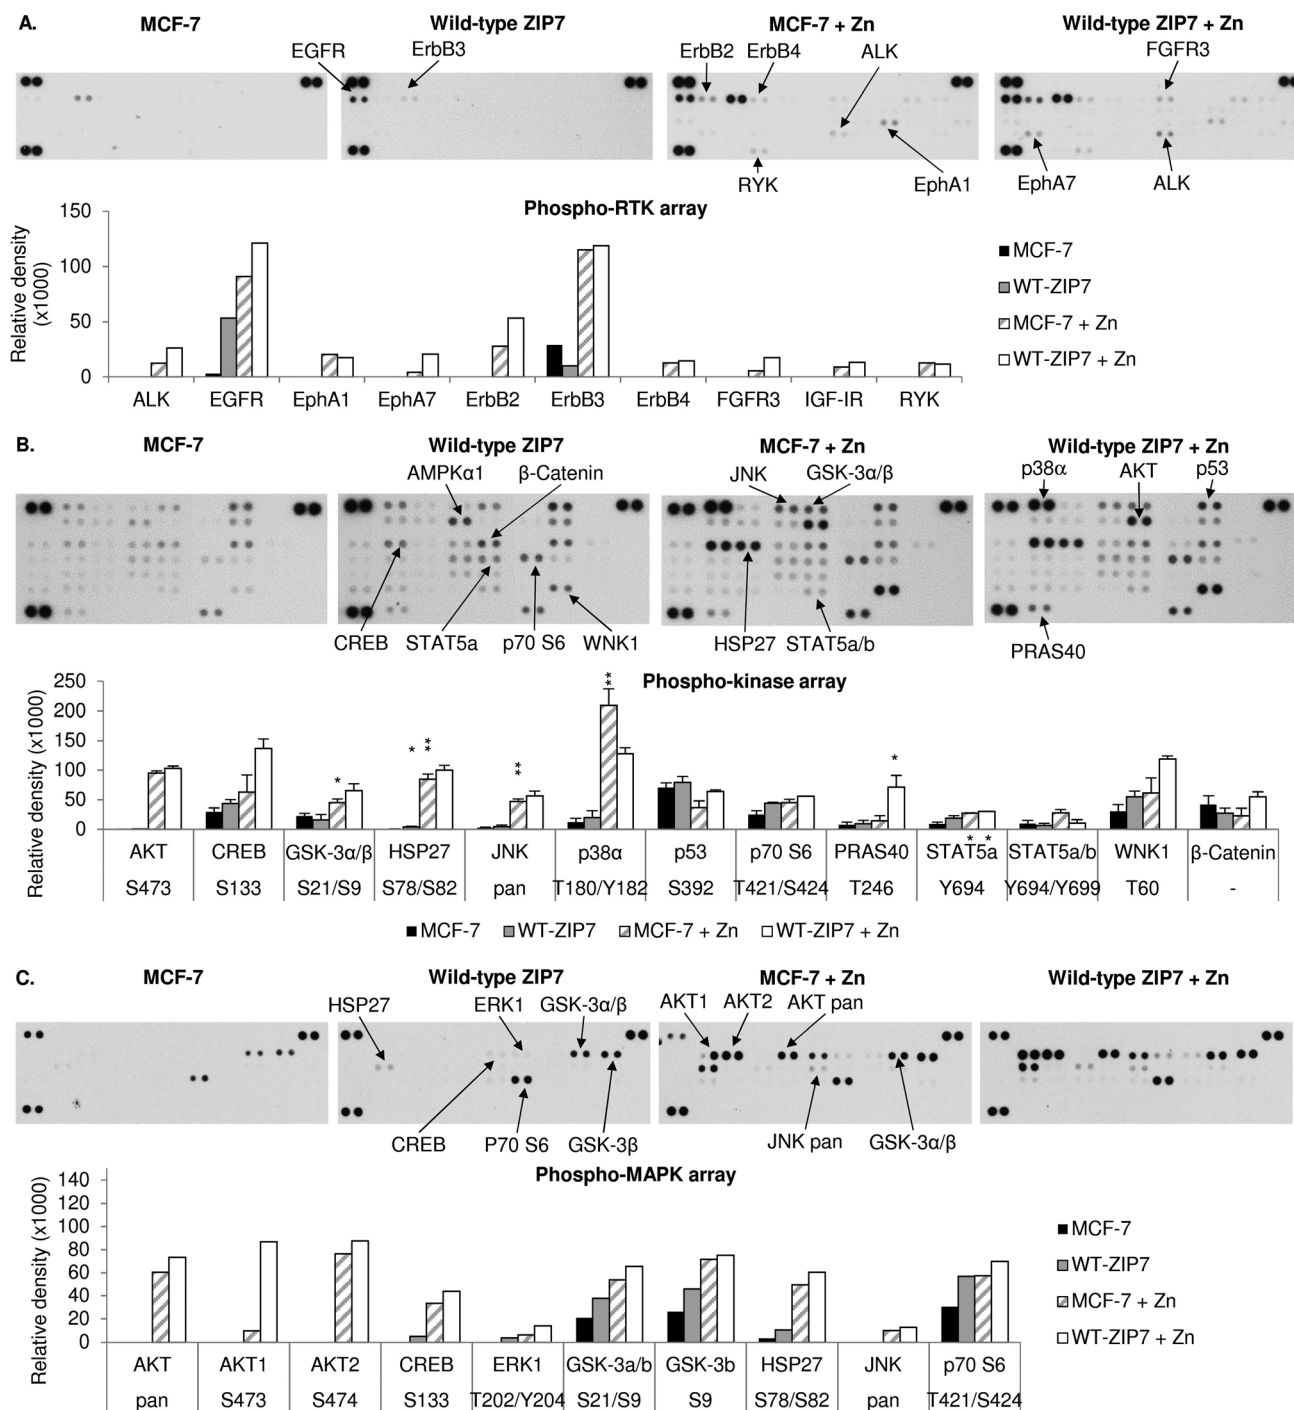 A.
MCF-7
Wild-type ZIP7
MCF-7 + Zn
Wild-type ZIP7 + Zn
EGFR
ErbB3
ErbB2
ErbB4
ALK
FGFR3
RYK
EphA1
EphA7
ALK
Phospho-RTK array
Relative density
(x1000)
150
100
50
0
ALK
EGFR
EphA1
EphA7
ErbB2
ErbB3
ErbB4
FGFR3
IGF-IR
RYK
MCF-7
WT-ZIP7
MCF-7 + Zn
WT-ZIP7 + Zn
B.
MCF-7
Wild-type ZIP7
MCF-7 + Zn
Wild-type ZIP7 + Zn
AMPKα1
β-Catenin
JNK
GSK-3α/β
p38α
AKT
p53
CREB
STAT5a
p70 S6
WNK1
HSP27
STAT5a/b
PRAS40
Phospho-kinase array
Relative density (x1000)
250
200
150
100
50
0
*
*
**
**
**
*
*
*
AKT
CREB
GSK-3α/β
HSP27
JNK
p38α
p53
p70 S6
PRAS40
STAT5a
STAT5a/b
WNK1
β-Catenin
S473
S133
S21/S9
S78/S82
pan
T180/Y182
S392
T421/S424
T246
Y694
Y694/Y699
T60
-
MCF-7
WT-ZIP7
MCF-7 + Zn
WT-ZIP7 + Zn
C.
MCF-7
Wild-type ZIP7
MCF-7 + Zn
Wild-type ZIP7 + Zn
HSP27
ERK1
GSK-3α/β
AKT1
AKT2
AKT pan
CREB
P70 S6
GSK-3β
JNK pan
GSK-3α/β
Phospho-MAPK array
Relative density (x1000)
140
120
100
80
60
40
20
0
AKT
AKT1
AKT2
CREB
ERK1
GSK-3a/b
GSK-3b
HSP27
JNK
p70 S6
pan
S473
S474
S133
T202/Y204
S21/S9
S9
S78/S82
pan
T421/S424
MCF-7
WT-ZIP7
MCF-7 + Zn
WT-ZIP7 + Zn